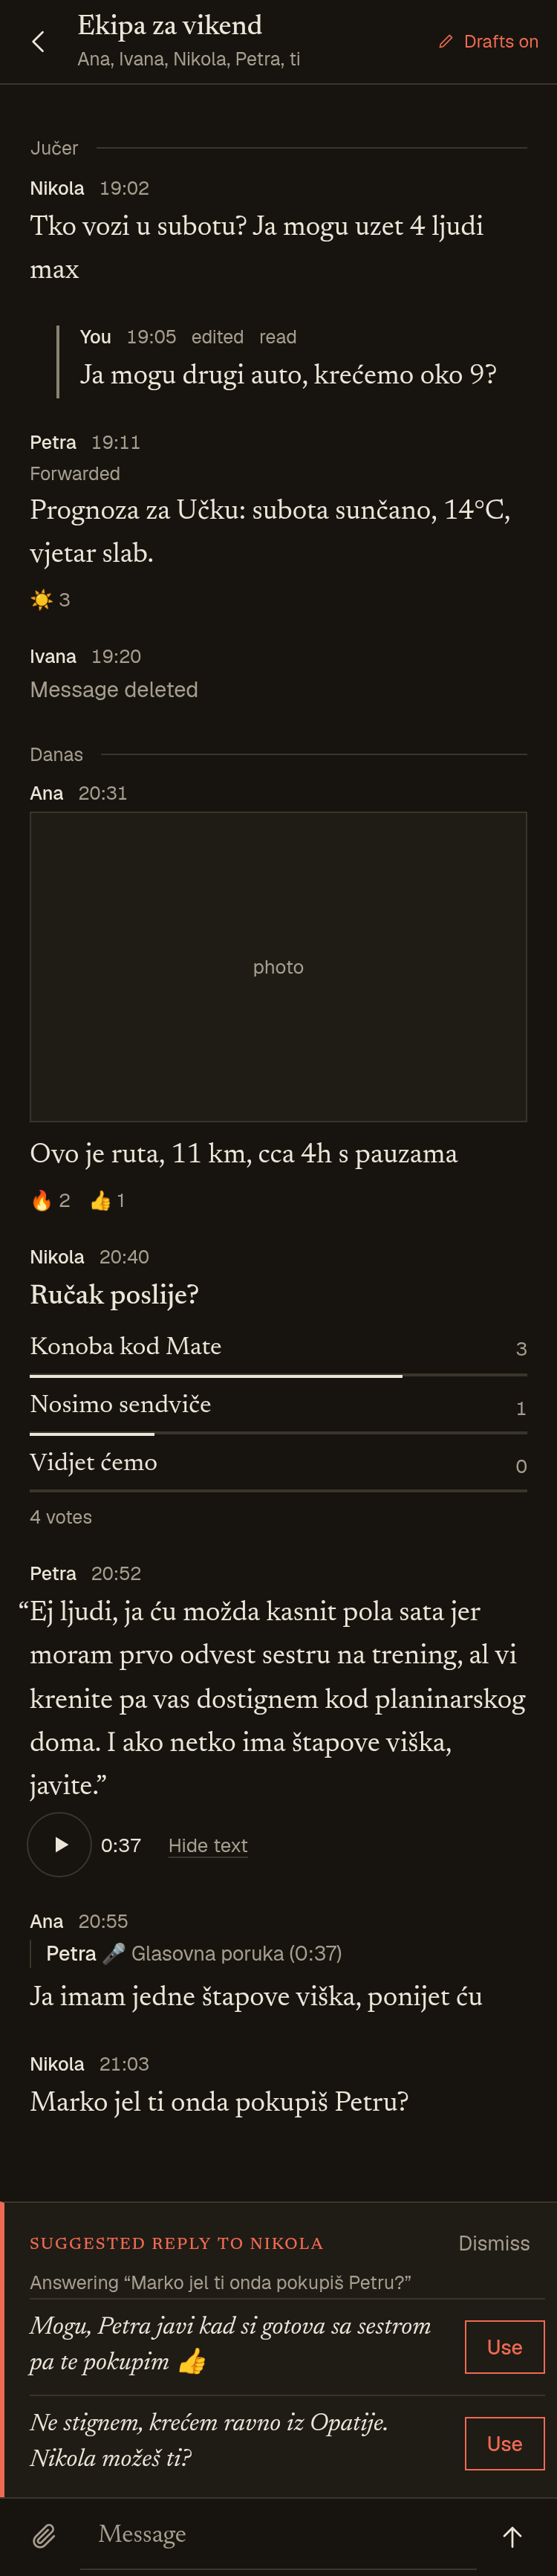 Ekipa za vikend
Ana, Ivana, Nikola, Petra, ti
Drafts on
Jučer
Nikola 19:02
Tko vozi u subotu? Ja mogu uzet 4 ljudi
max
You 19:05 edited read
Ja mogu drugi auto, krećemo oko 9?
Petra 19:11
Forwarded
Prognoza za Učku: subota sunčano, 14°C,
vjetar slab.
☀️ 3
Ivana 19:20
Message deleted
Danas
Ana 20:31
photo
Ovo je ruta, 11 km, cca 4h s pauzama
🔥 2 👍 1
Nikola 20:40
Ručak poslije?
Konoba kod Mate 3
Nosimo sendviče 1
Vidjet ćemo 0
4 votes
Petra 20:52
“Ej ljudi, ja ću možda kasnit pola sata jer
moram prvo odvest sestru na trening, al vi
krenite pa vas dostignem kod planinarskog
doma. I ako netko ima štapove viška,
javite.”
0:37 Hide text
Ana 20:55
Petra 🎤 Glasovna poruka (0:37)
Ja imam jedne štapove viška, ponijet ću
Nikola 21:03
Marko jel ti onda pokupiš Petru?
SUGGESTED REPLY TO NIKOLA
Dismiss
Answering “Marko jel ti onda pokupiš Petru?”
Mogu, Petra javi kad si gotova sa sestrom
pa te pokupim 👍
Use
Ne stignem, krećem ravno iz Opatije.
Nikola možeš ti?
Use
Message